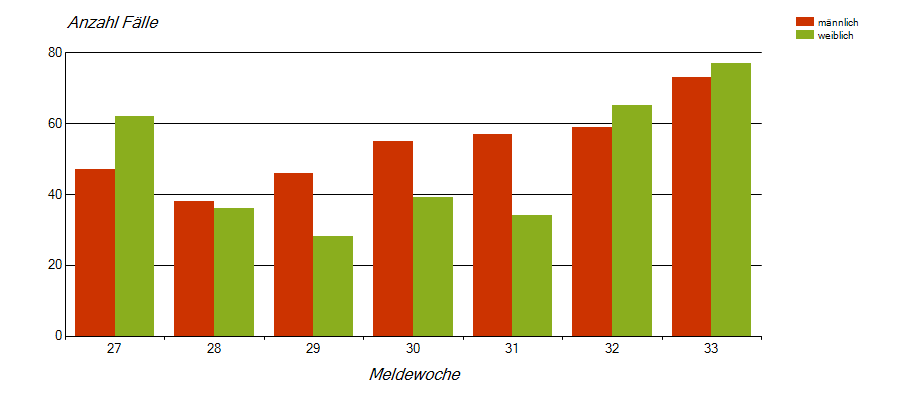 Anzahl Fälle
männlich
weiblich
80
60
40
20
0
27 28 29 30 31 32 33
Meldewoche